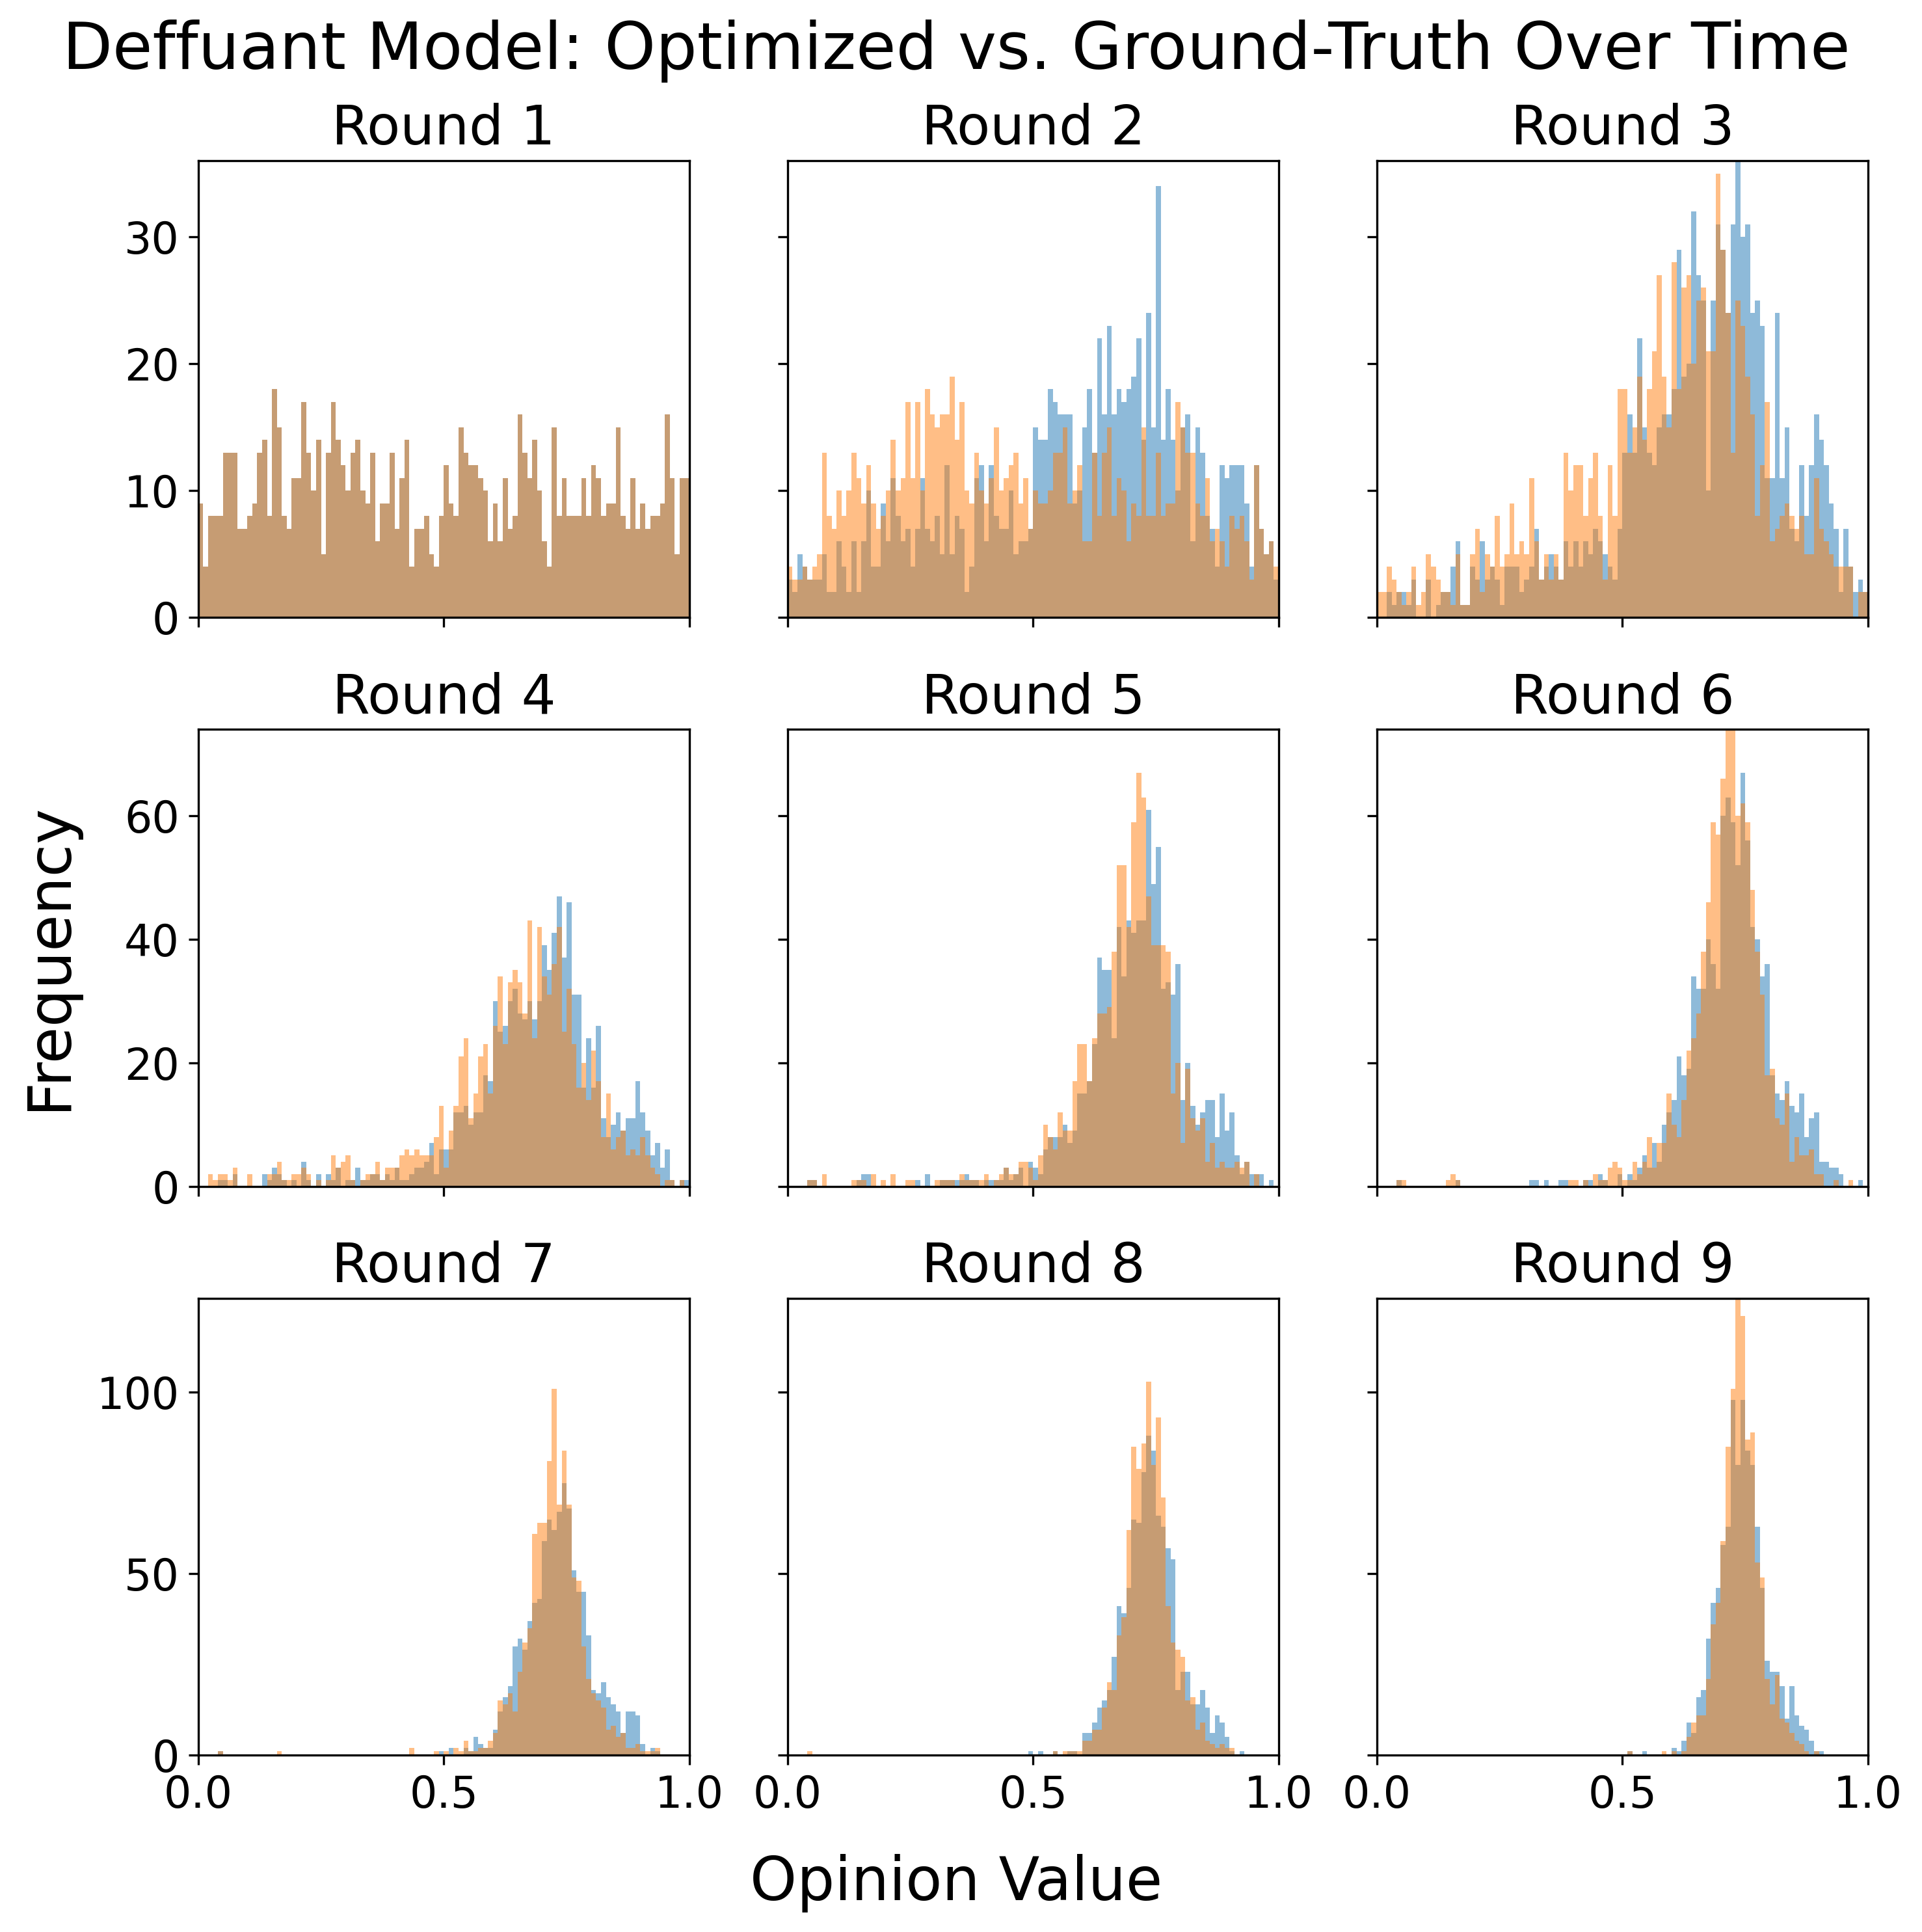 Deffuant Model: Optimized vs. Ground-Truth Over Time
Round 1 Round 2 Round 3
30
20
10
0
Round 4 Round 5 Round 6
60
40
20
0
Frequency
Round 7 Round 8 Round 9
100
50
0
0.0 0.5 1.0 0.0 0.5 1.0 0.0 0.5 1.0
Opinion Value